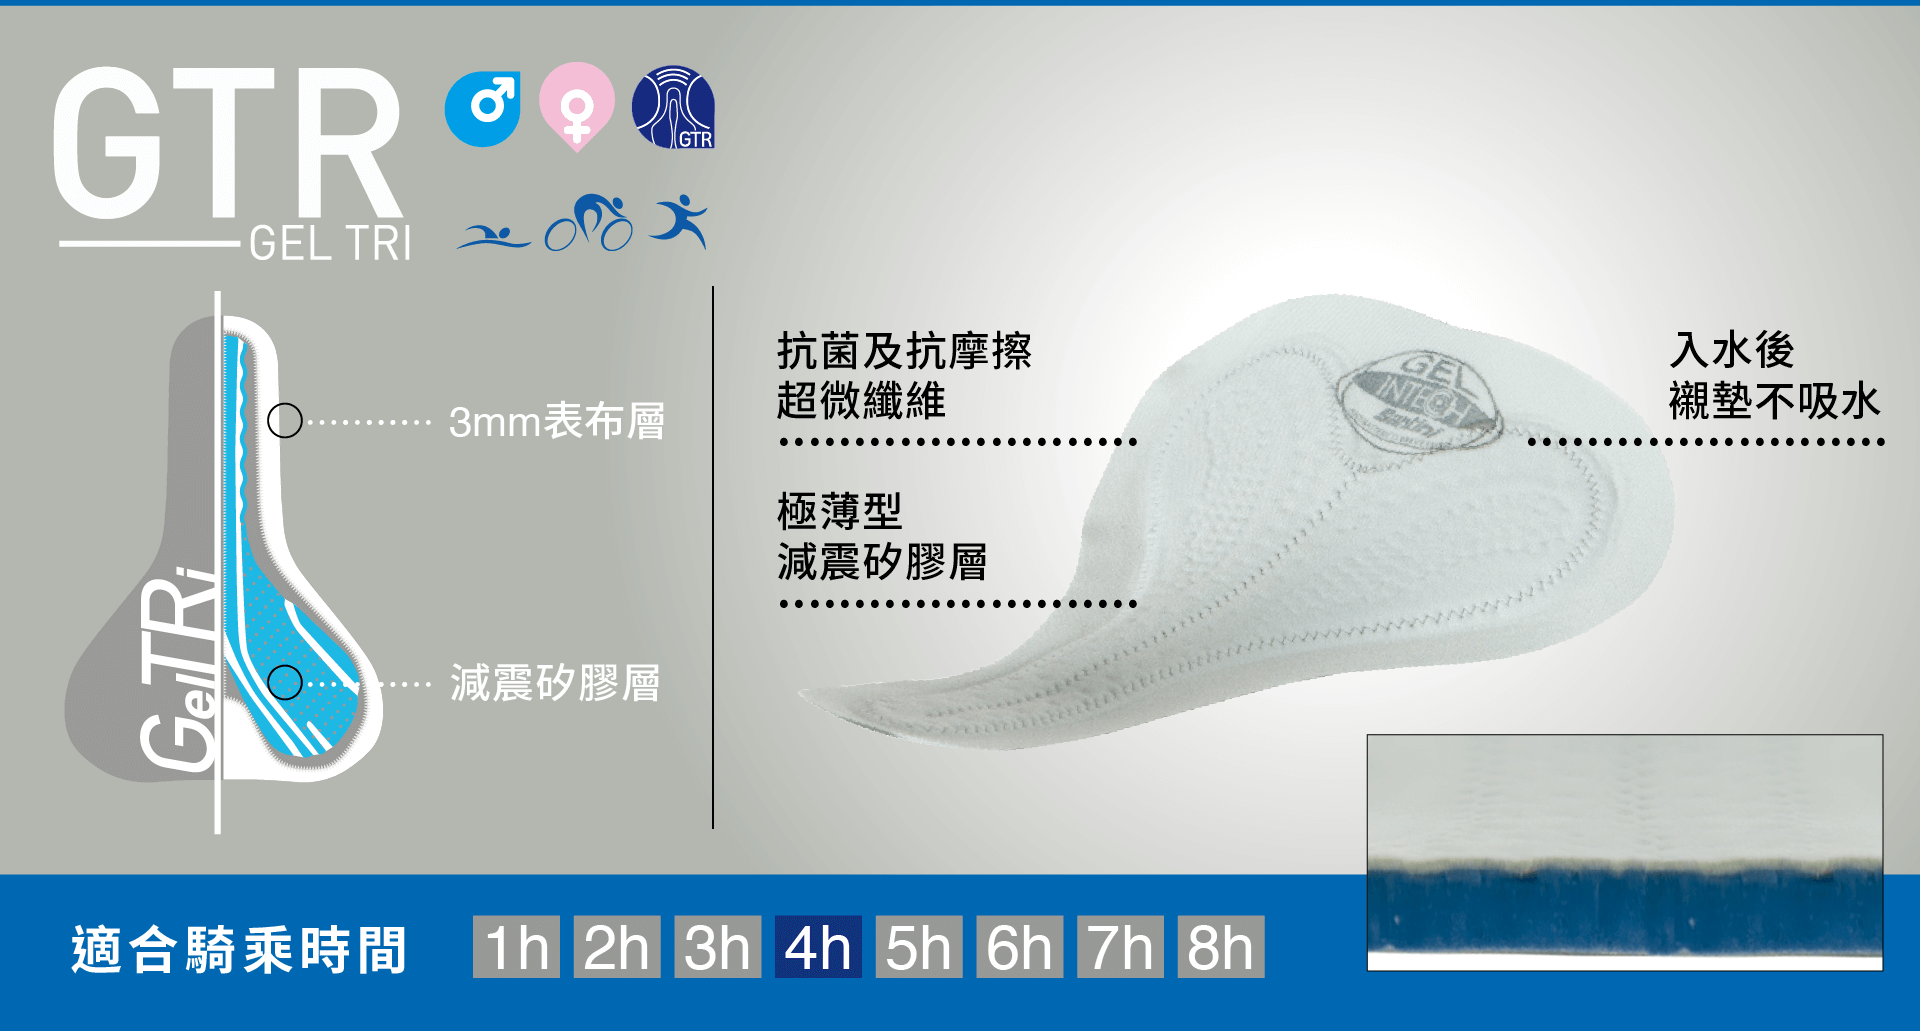 GTR
GEL TRI
GTR
3mm表布層
減震矽膠層
GelTRi
抗菌及抗摩擦
超微纖維
極薄型
減震矽膠層
入水後
襯墊不吸水
GEL
INTECH
適合騎乘時間
1h 2h 3h 4h 5h 6h 7h 8h